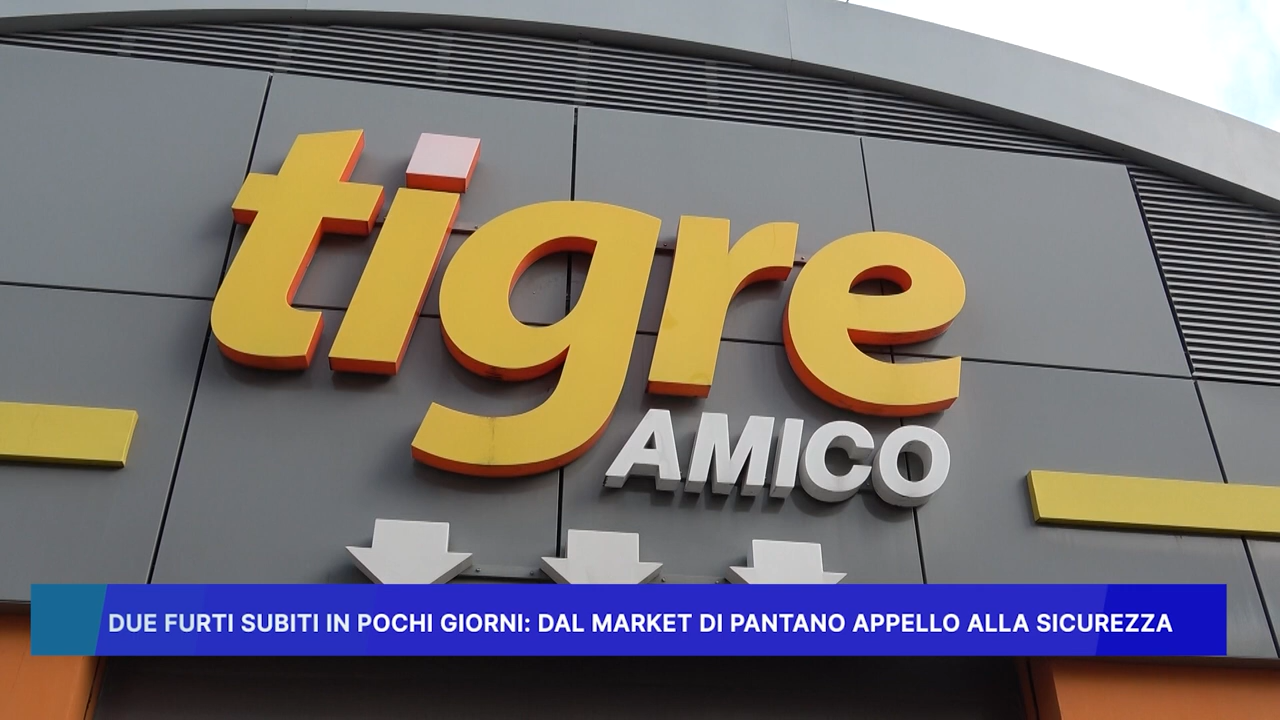 tigre
AMICO
DUE FURTI SUBITI IN POCHI GIORNI: DAL MARKET DI PANTANO APPELLO ALLA SICUREZZA